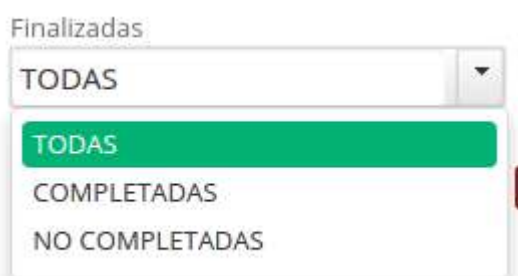 Finalizadas
TODAS
TODAS
COMPLETADAS
NO COMPLETADAS